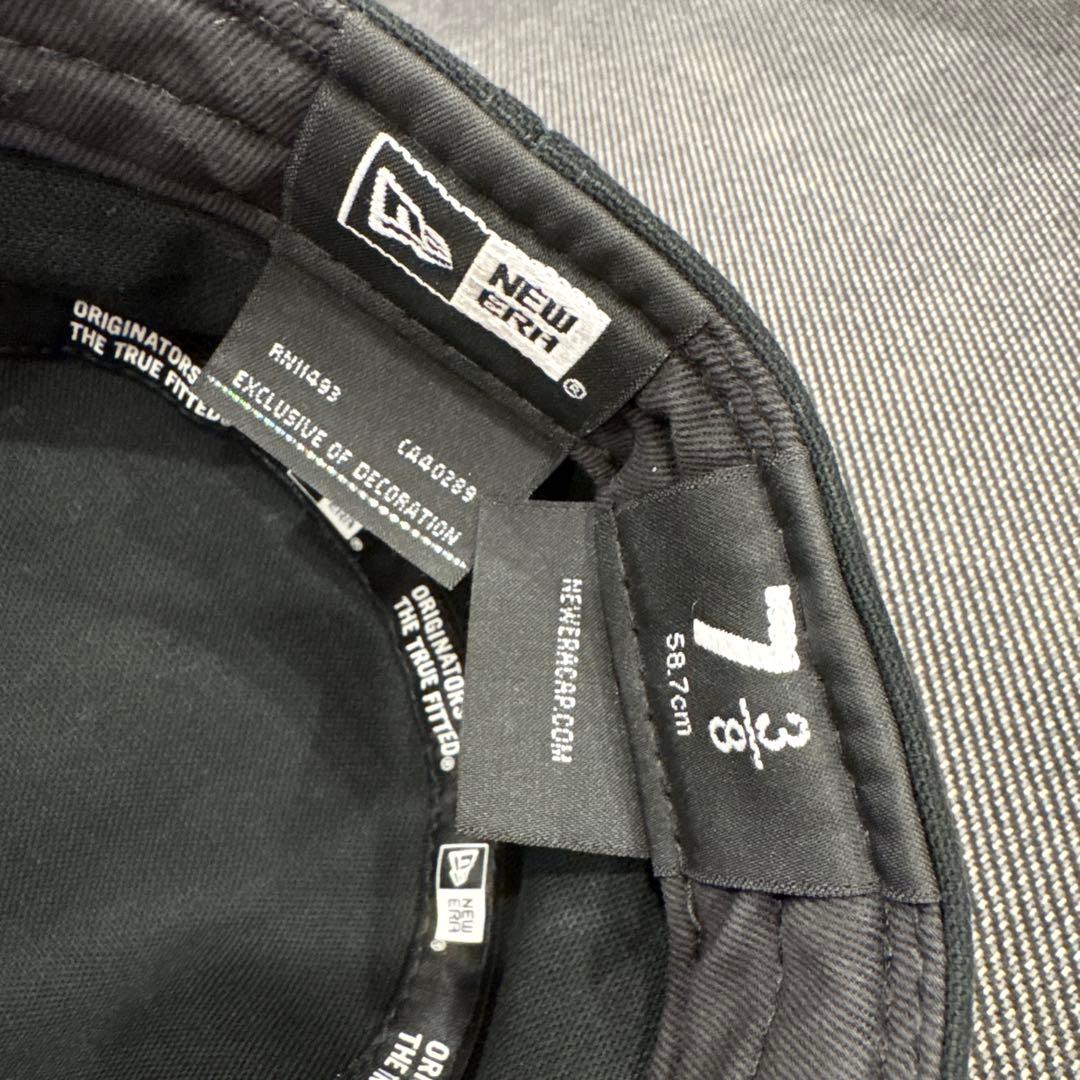 NEW
ERA
®
RN11493
CA40289
EXCLUSIVE OF DECORATION
ORIGINATORS
THE TRUE FITTED
ERA
ORIGINATORS
THE TRUE FITTED®
NEWERACAP.COM
7 3/8
58.7cm
NEW
ERA
®